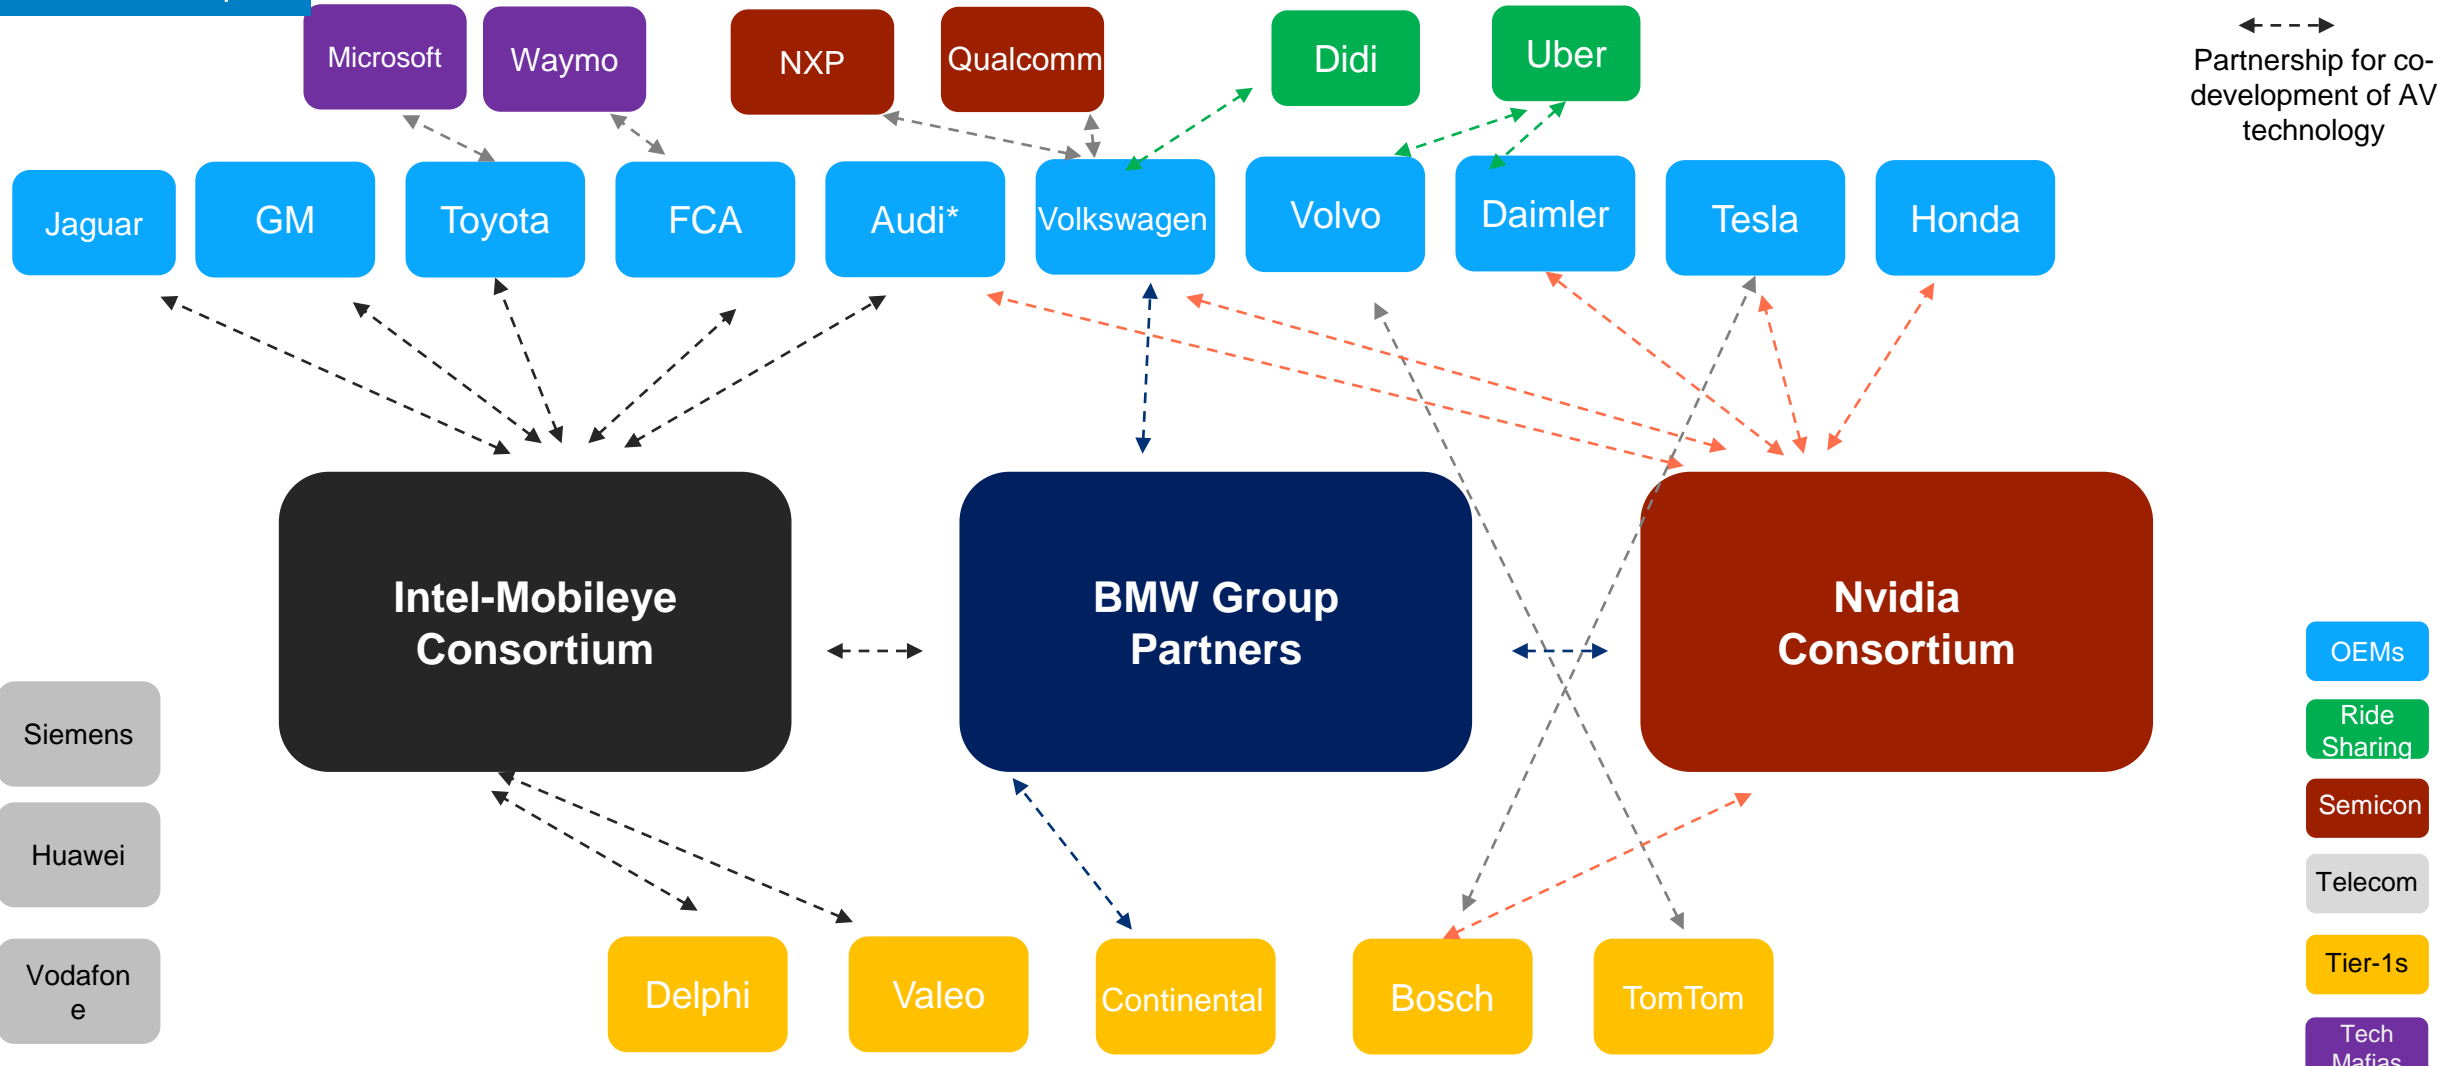 Microsoft
Waymo
NXP
Qualcomm
Didi
Uber
Partnership for co-
development of AV
technology
Jaguar
GM
Toyota
FCA
Audi*
Volkswagen
Volvo
Daimler
Tesla
Honda
Intel-Mobileye
Consortium
BMW Group
Partners
Nvidia
Consortium
Siemens
Huawei
Vodafon
e
Delphi
Valeo
Continental
Bosch
TomTom
OEMs
Ride
Sharing
Semicon
Telecom
Tier-1s
Tech
Mafias